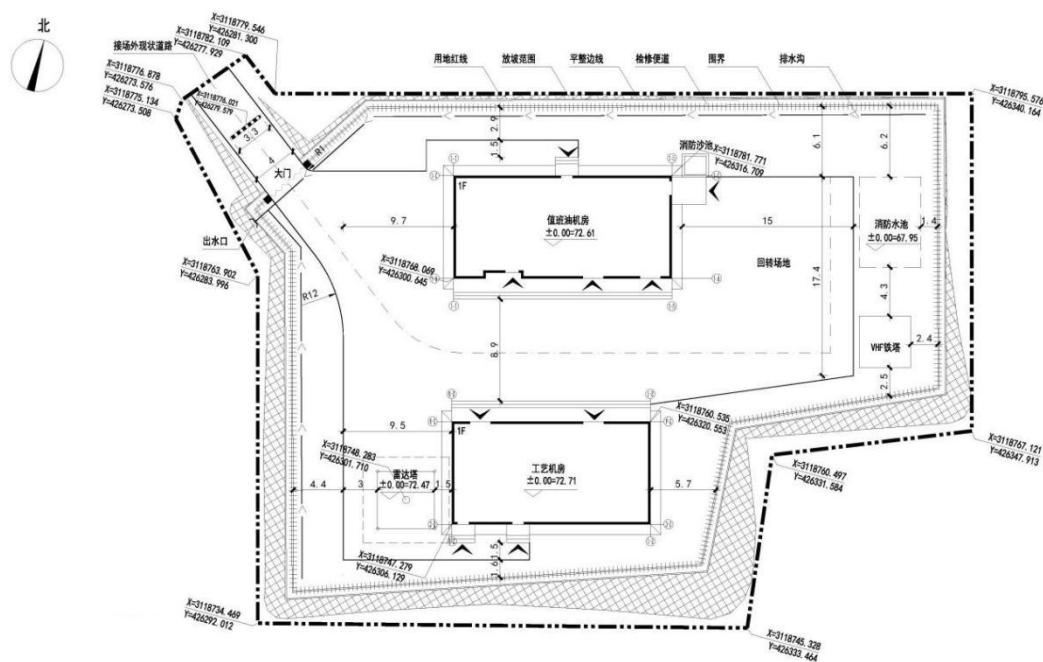 北
接场外现状道路
X=3118779.546
Y=426281.300
X=3118782.109
Y=426277.929
X=3118776.878
Y=426273.576
X=3118775.134
Y=426273.508
X=3118776.021
Y=426279.579
用地红线
放坡范围
平整边线
检修便道
围界
排水沟
X=3118795.576
Y=426340.164
3.3
4
R1
大门
2.9
1.5
消防沙池
X=3118781.771
Y=426316.709
6.1
6.2
1F
9.7
值班油机房
±0.00=72.61
15
消防水池
±0.00=67.95
1.4
出水口
X=3118763.902
Y=426283.996
X=3118768.069
Y=426300.645
回转场地
17.4
4.3
R12
8.9
VHF铁塔
2.4
2.5
1F
9.5
X=3118760.535
Y=426320.553
X=3118767.121
Y=426347.913
X=3118748.283
Y=426301.710
X=3118760.497
Y=426331.584
4.4
3
雷达塔
±0.00=72.47
1.5
工艺机房
±0.00=72.71
5.7
X=3118747.279
Y=426306.129
1.5
1.6
X=3118734.469
Y=426292.012
X=3118745.328
Y=426333.464